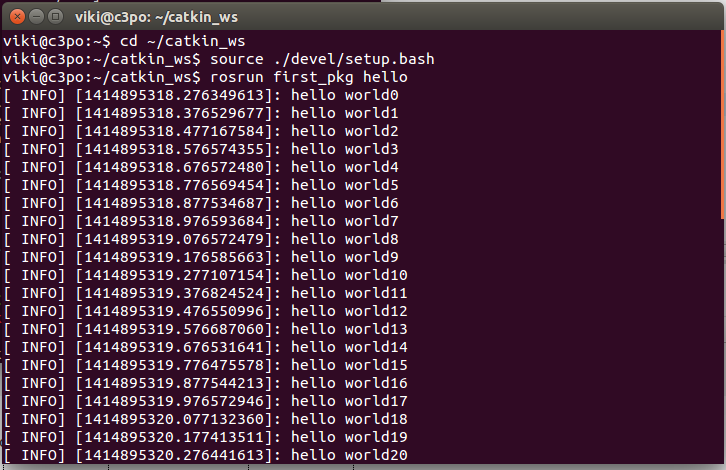 viki@c3po: ~/catkin_ws
viki@c3po:~$ cd ~/catkin_ws
viki@c3po:~/catkin_ws$ source ./devel/setup.bash
viki@c3po:~/catkin_ws$ rosrun first_pkg hello
[ INFO] [1414895318.276349613]: hello world0
[ INFO] [1414895318.376529677]: hello world1
[ INFO] [1414895318.477167584]: hello world2
[ INFO] [1414895318.576574355]: hello world3
[ INFO] [1414895318.676572480]: hello world4
[ INFO] [1414895318.776569454]: hello world5
[ INFO] [1414895318.877534687]: hello world6
[ INFO] [1414895318.976593684]: hello world7
[ INFO] [1414895319.076572479]: hello world8
[ INFO] [1414895319.176585663]: hello world9
[ INFO] [1414895319.277107154]: hello world10
[ INFO] [1414895319.376824524]: hello world11
[ INFO] [1414895319.476550996]: hello world12
[ INFO] [1414895319.576687060]: hello world13
[ INFO] [1414895319.676531641]: hello world14
[ INFO] [1414895319.776475578]: hello world15
[ INFO] [1414895319.877544213]: hello world16
[ INFO] [1414895319.976572946]: hello world17
[ INFO] [1414895320.077132360]: hello world18
[ INFO] [1414895320.177413511]: hello world19
[ INFO] [1414895320.276441613]: hello world20